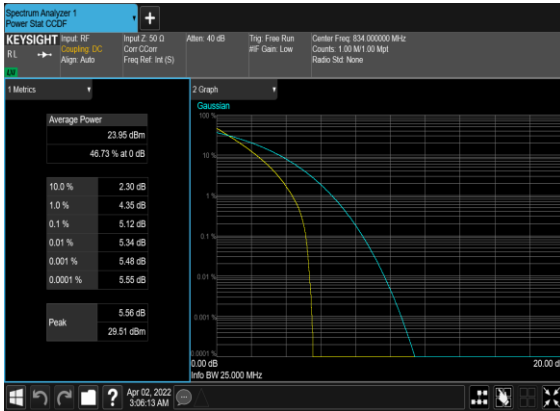 Spectrum Analyzer 1
Power Stat CCDF
KEYSIGHT
RL
Input: RF
Coupling: DC
Align: Auto
Input Z: 50 Ω
Corr CCorr
Freq Ref: Int (S)
Atten: 40 dB
Trig: Free Run
#IF Gain: Low
Center Freq: 834.000000 MHz
Counts: 1.00 M/1.00 Mpt
Radio Std: None
1 Metrics
Average Power
23.95 dBm
46.73 % at 0 dB
10.0 % 2.30 dB
1.0 % 4.35 dB
0.1 % 5.12 dB
0.01 % 5.34 dB
0.001 % 5.48 dB
0.0001 % 5.55 dB
Peak
5.56 dB
29.51 dBm
2 Graph
Gaussian
100 %
10 %
1 %
0.1 %
0.01 %
0.001 %
0.0001 %
0.00 dB
20.00 d
Info BW 25.000 MHz
Apr 02, 2022
3:06:13 AM